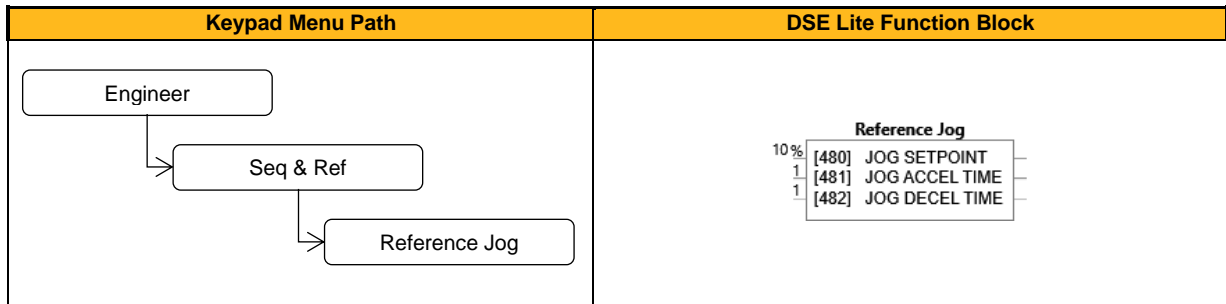 Keypad Menu Path
DSE Lite Function Block
Engineer
Seq & Ref
Reference Jog
Reference Jog
10% [480] JOG SETPOINT
1 [481] JOG ACCEL TIME
1 [482] JOG DECEL TIME